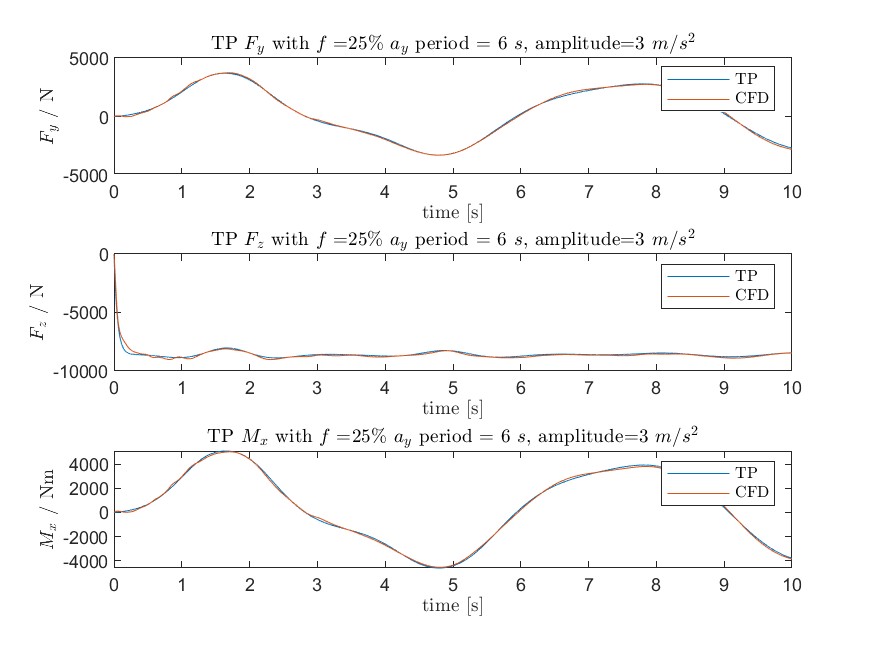 TP F_y with f =25% a_y period = 6 s, amplitude=3 m/s^2
5000
0
-5000
F_y / N
TP
CFD
0 1 2 3 4 5 6 7 8 9 10
time [s]
TP F_z with f =25% a_y period = 6 s, amplitude=3 m/s^2
0
-5000
-10000
F_z / N
TP
CFD
0 1 2 3 4 5 6 7 8 9 10
time [s]
TP M_x with f =25% a_y period = 6 s, amplitude=3 m/s^2
4000
2000
0
-2000
-4000
M_x / Nm
TP
CFD
0 1 2 3 4 5 6 7 8 9 10
time [s]